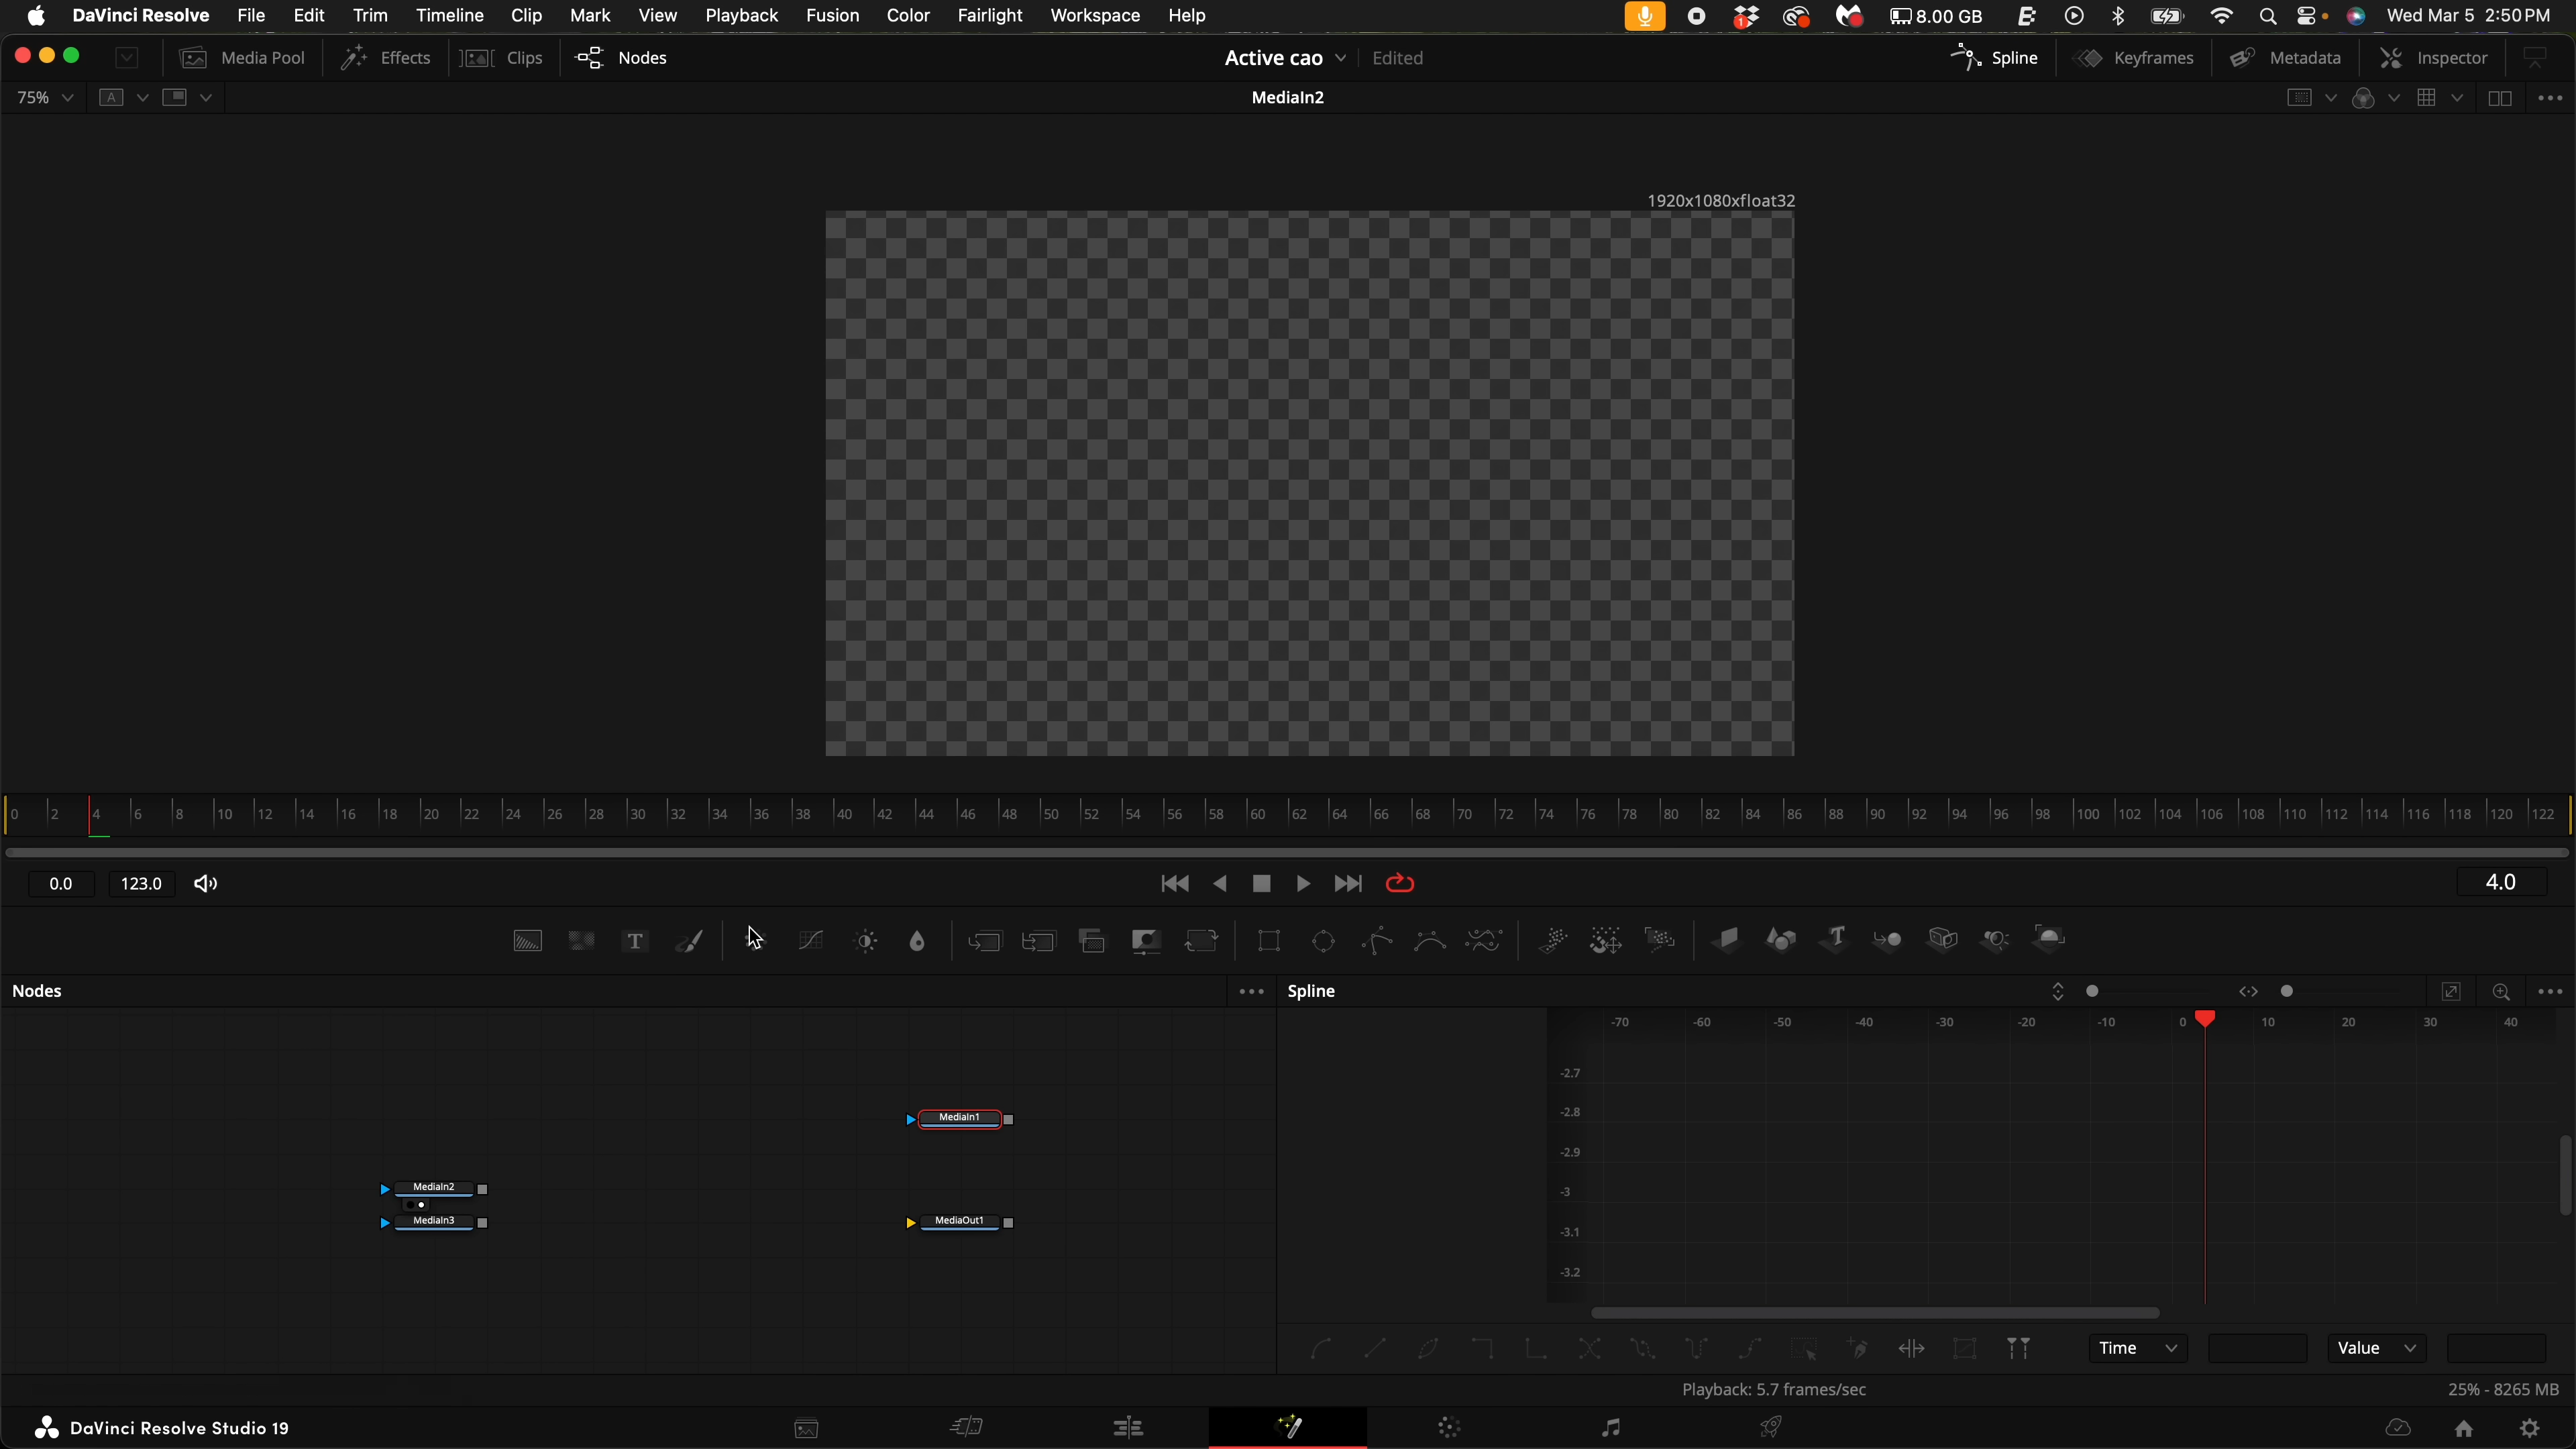 DaVinci Resolve File Edit Trim Timeline Clip Mark View Playback Fusion Color Fairlight Workspace Help 1 8.00 GB Wed Mar 5 2:50 PM
Media Pool Effects Clips Nodes Active cao Edited Spline Keyframes Metadata Inspector
75% A MediaIn2
1920x1080xfloat32
0 2 4 6 8 10 12 14 16 18 20 22 24 26 28 30 32 34 36 38 40 42 44 46 48 50 52 54 56 58 60 62 64 66 68 70 72 74 76 78 80 82 84 86 88 90 92 94 96 98 100 102 104 106 108 110 112 114 116 118 120 122
0.0 123.0 4.0
T T
Nodes Spline
-70 -60 -50 -40 -30 -20 -10 0 10 20 30 40
-2.7
-2.8
-2.9
-3
-3.1
-3.2
MediaIn1
MediaIn2
MediaIn3 MediaOut1
Time Value
Playback: 5.7 frames/sec 25% - 8265 MB
DaVinci Resolve Studio 19